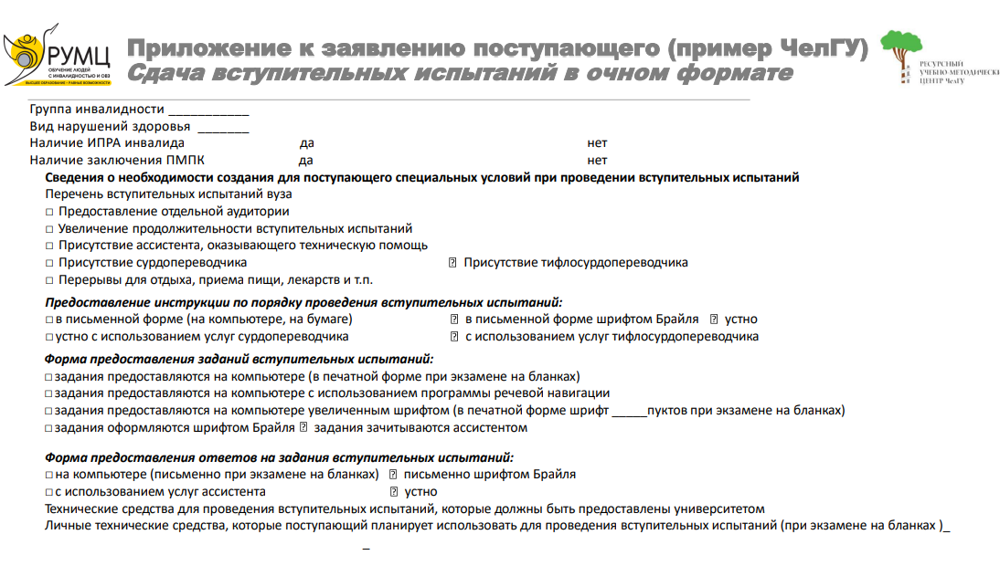 РУМЦ
ОБУЧЕНИЕ ЛЮДЕЙ
С ИНВАЛИДНОСТЬЮ И ОВЗ
ВЫСШЕЕ ОБРАЗОВАНИЕ - РАВНЫЕ ВОЗМОЖНОСТИ
Приложение к заявлению поступающего (пример ЧелГУ)
Сдача вступительных испытаний в очном формате
РЕСУРСНЫЙ
УЧЕБНО-МЕТОДИЧЕСКИ
ЦЕНТР ЧелГУ
Группа инвалидности ___________
Вид нарушений здоровья _______
Наличие ИПРА инвалида да нет
Наличие заключения ПМПК да нет
Сведения о необходимости создания для поступающего специальных условий при проведении вступительных испытаний
Перечень вступительных испытаний вуза
□ Предоставление отдельной аудитории
□ Увеличение продолжительности вступительных испытаний
□ Присутствие ассистента, оказывающего техническую помощь
□ Присутствие сурдопереводчика ⍰ Присутствие тифлосурдопереводчика
□ Перерывы для отдыха, приема пищи, лекарств и т.п.
Предоставление инструкции по порядку проведения вступительных испытаний:
□ в письменной форме (на компьютере, на бумаге) ⍰ в письменной форме шрифтом Брайля ⍰ устно
□ устно с использованием услуг сурдопереводчика ⍰ с использованием услуг тифлосурдопереводчика
Форма предоставления заданий вступительных испытаний:
□ задания предоставляются на компьютере (в печатной форме при экзамене на бланках)
□ задания предоставляются на компьютере с использованием программы речевой навигации
□ задания предоставляются на компьютере увеличенным шрифтом (в печатной форме шрифт _____пуктов при экзамене на бланках)
□ задания оформляются шрифтом Брайля ⍰ задания зачитываются ассистентом
Форма предоставления ответов на задания вступительных испытаний:
□ на компьютере (письменно при экзамене на бланках) ⍰ письменно шрифтом Брайля
□ с использованием услуг ассистента ⍰ устно
Технические средства для проведения вступительных испытаний, которые должны быть предоставлены университетом
Личные технические средства, которые поступающий планирует использовать для проведения вступительных испытаний (при экзамене на бланках )_
_